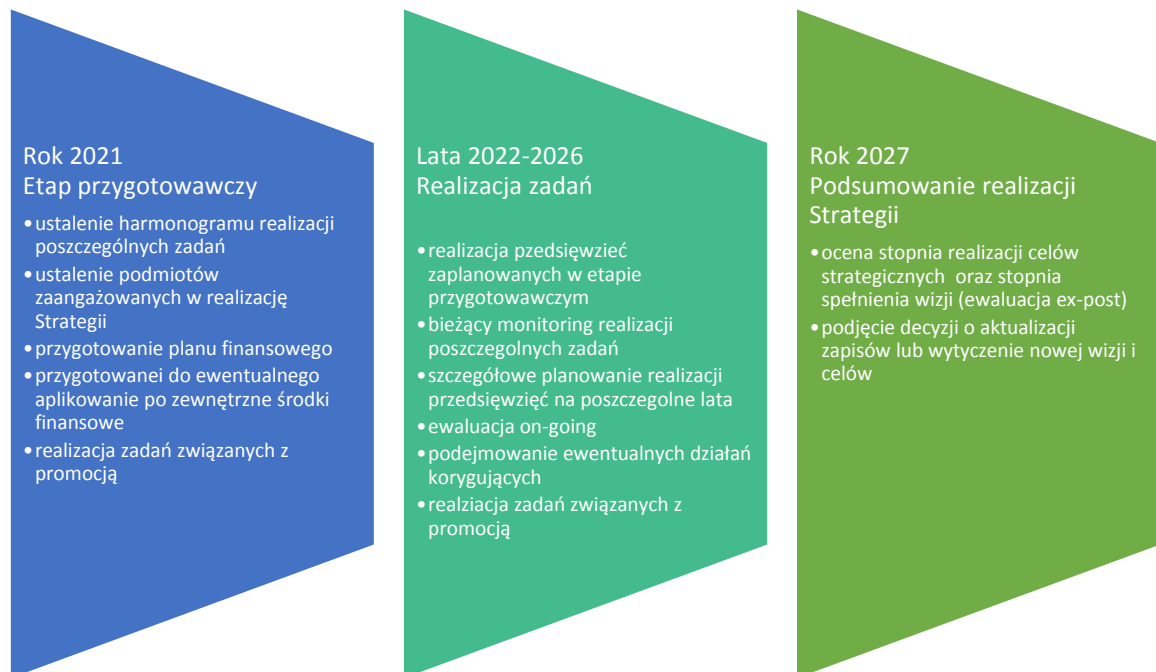 Rok 2021
Etap przygotowawczy
•ustalenie harmonogramu realizacji
poszczególnych zadań
•ustalenie podmiotów
zaangażowanych w realizację
Strategii
•przygotowanie planu finansowego
•przygotowanei do ewentualnego
aplikowanie po zewnętrzne środki
finansowe
•realizacja zadań związanych z
promocją
Lata 2022-2026
Realizacja zadań
•realizacja pzedsięwzieć
zaplanowanych w etapie
przygotowawczym
•bieżący monitoring realizacji
poszczegolnych zadań
•szczegółowe planowanie realizacji
przedsięwzięć na poszczegolne lata
•ewaluacja on-going
•podejmowanie ewentualnych działań
korygujących
•realziacja zadań związanych z
promocją
Rok 2027
Podsumowanie realizacji
Strategii
•ocena stopnia realizacji celów
strategicznych oraz stopnia
spełnienia wizji (ewaluacja ex-post)
•podjęcie decyzji o aktualizacji
zapisów lub wytyczenie nowej wizji i
celów